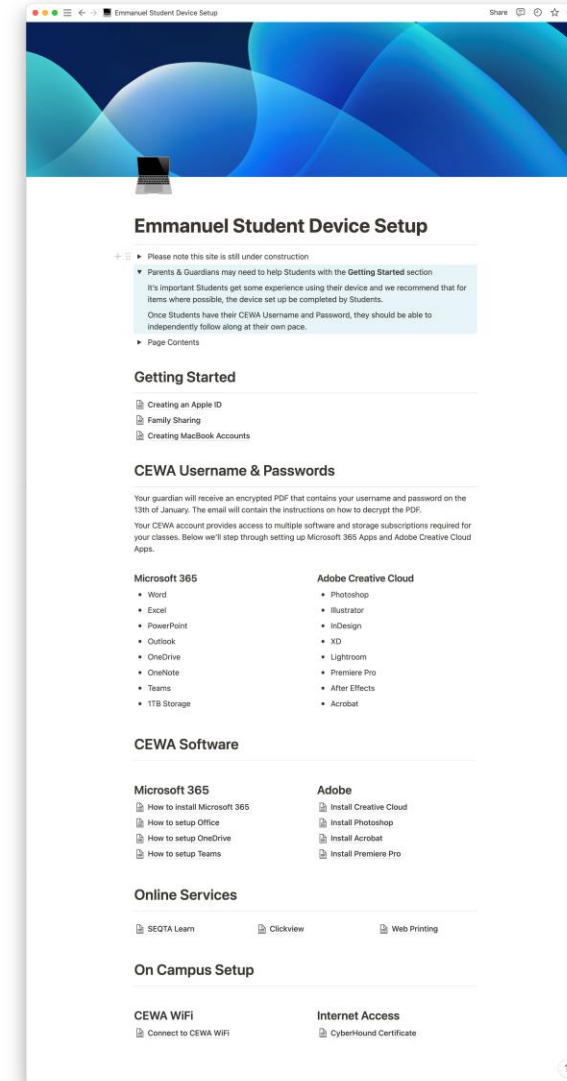 Emmanuel Student Device Setup
Share
Emmanuel Student Device Setup
Please note this site is still under construction
Parents & Guardians may need to help Students with the Getting Started section
It's important Students get some experience using their device and we recommend that for
items where possible, the device set up be completed by Students.
Once Students have their CEWA Username and Password, they should be able to
independently follow along at their own pace.
Page Contents
Getting Started
Creating an Apple ID
Family Sharing
Creating MacBook Accounts
CEWA Username & Passwords
Your guardian will receive an encrypted PDF that contains your username and password on the
13th of January. The email will contain the instructions on how to decrypt the PDF.
Your CEWA account provides access to multiple software and storage subscriptions required for
your classes. Below we'll step through setting up Microsoft 365 Apps and Adobe Creative Cloud
Apps.
Microsoft 365
Word
Excel
PowerPoint
Outlook
OneDrive
OneNote
Teams
1TB Storage
Adobe Creative Cloud
Photoshop
Illustrator
InDesign
XD
Lightroom
Premiere Pro
After Effects
Acrobat
CEWA Software
Microsoft 365
How to install Microsoft 365
How to setup Office
How to setup OneDrive
How to setup Teams
Adobe
Install Creative Cloud
Install Photoshop
Install Acrobat
Install Premiere Pro
Online Services
SEQTA Learn
Clickview
Web Printing
On Campus Setup
CEWA WiFi
Connect to CEWA WiFi
Internet Access
CyberHound Certificate